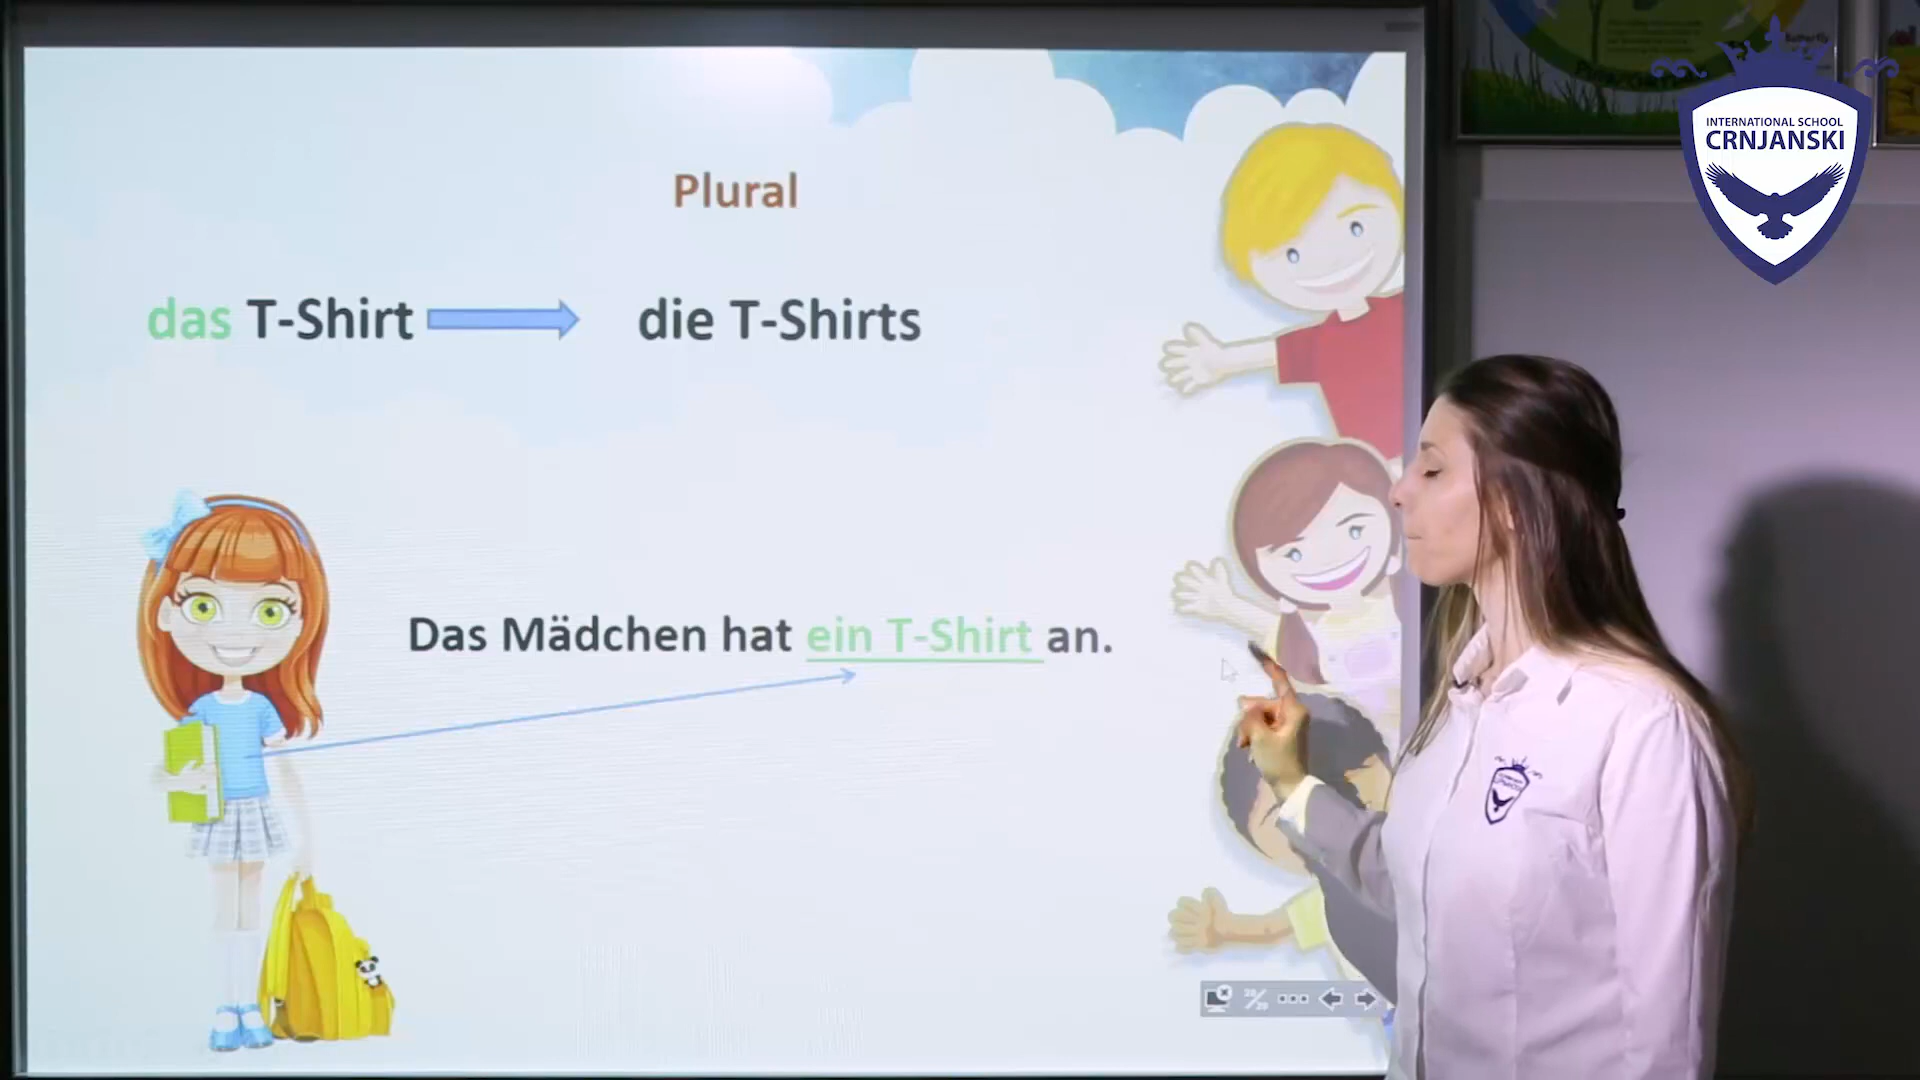 Plural
das T-Shirt die T-Shirts
Das Mädchen hat ein T-Shirt an.
INTERNATIONAL SCHOOL
CRNJANSKI